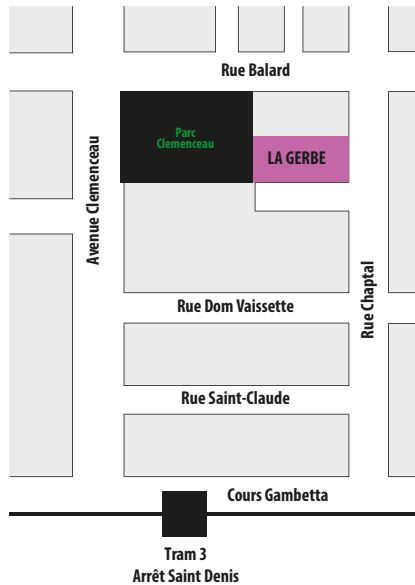 Rue Balard
Parc
Clemenceau
LA GERBE
Avenue Clemenceau
Rue Chaptal
Rue Dom Vaissette
Rue Saint-Claude
Cours Gambetta
Tram 3
Arrêt Saint Denis